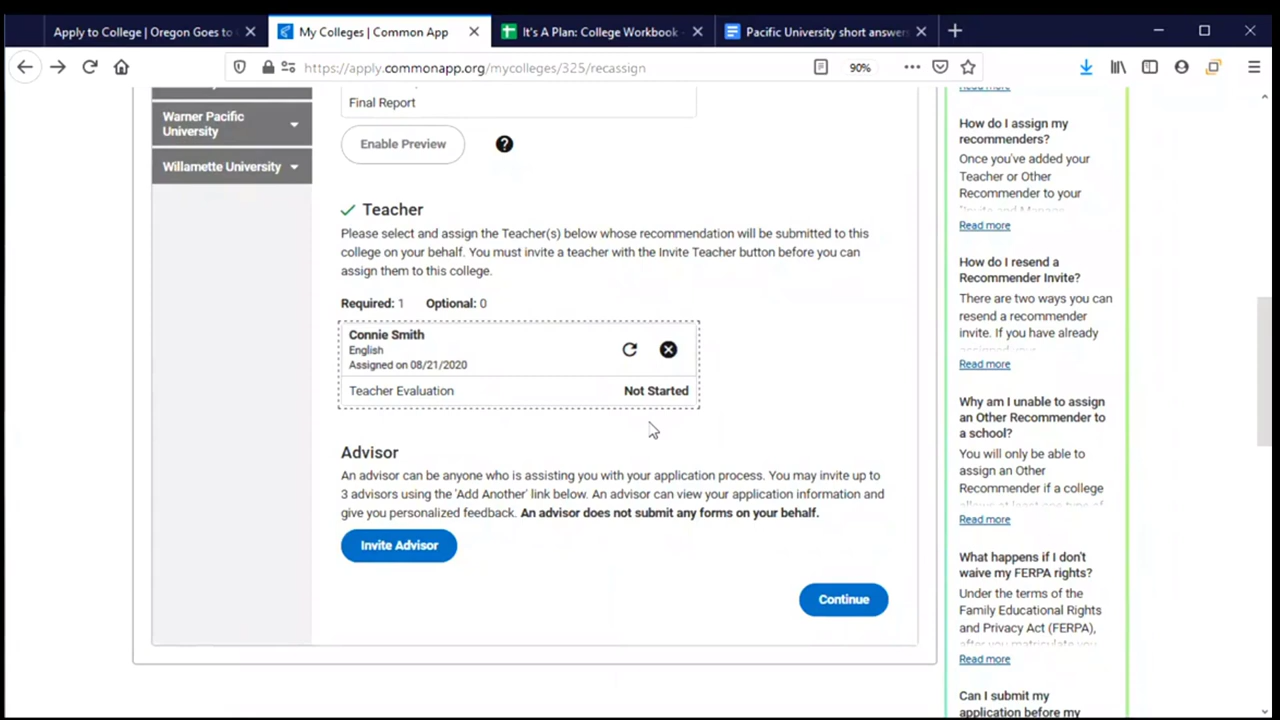 Apply to College | Oregon Goes to
My Colleges | Common App
It's A Plan: College Workbook -
Pacific University short answers
https://apply.commonapp.org/mycolleges/325/recassign
90%
Warner Pacific
University
Willamette University
Final Report
Enable Preview
?
Teacher
Please select and assign the Teacher(s) below whose recommendation will be submitted to this
college on your behalf. You must invite a teacher with the Invite Teacher button before you can
assign them to this college.
Required: 1 Optional: 0
Connie Smith
English
Assigned on 08/21/2020
Teacher Evaluation Not Started
Advisor
An advisor can be anyone who is assisting you with your application process. You may invite up to
3 advisors using the 'Add Another' link below. An advisor can view your application information and
give you personalized feedback. An advisor does not submit any forms on your behalf.
Invite Advisor
Continue
Read more
How do I assign my
recommenders?
Once you've added your
Teacher or Other
Recommender to your
Read more
How do I resend a
Recommender Invite?
There are two ways you can
resend a recommender
invite. If you have already
Read more
Why am I unable to assign
an Other Recommender to
a school?
You will only be able to
assign an Other
Recommender if a college
Read more
What happens if I don't
waive my FERPA rights?
Under the terms of the
Family Educational Rights
and Privacy Act (FERPA),
after you matriculate you
Read more
Can I submit my
application before my